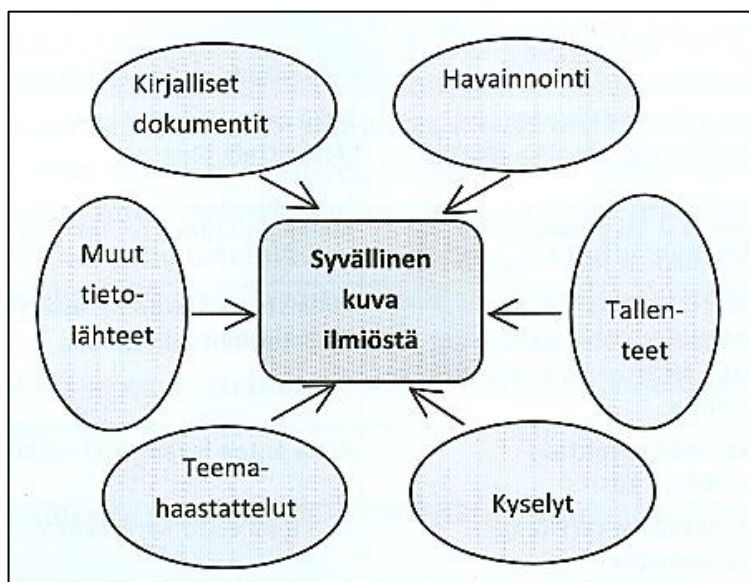 Kirjalliset
dokumentit
Havainnointi
Muut
tieto-
lähteet
Syvällinen
kuva
ilmiöstä
Tallen-
teet
Teema-
haastattelut
Kyselyt